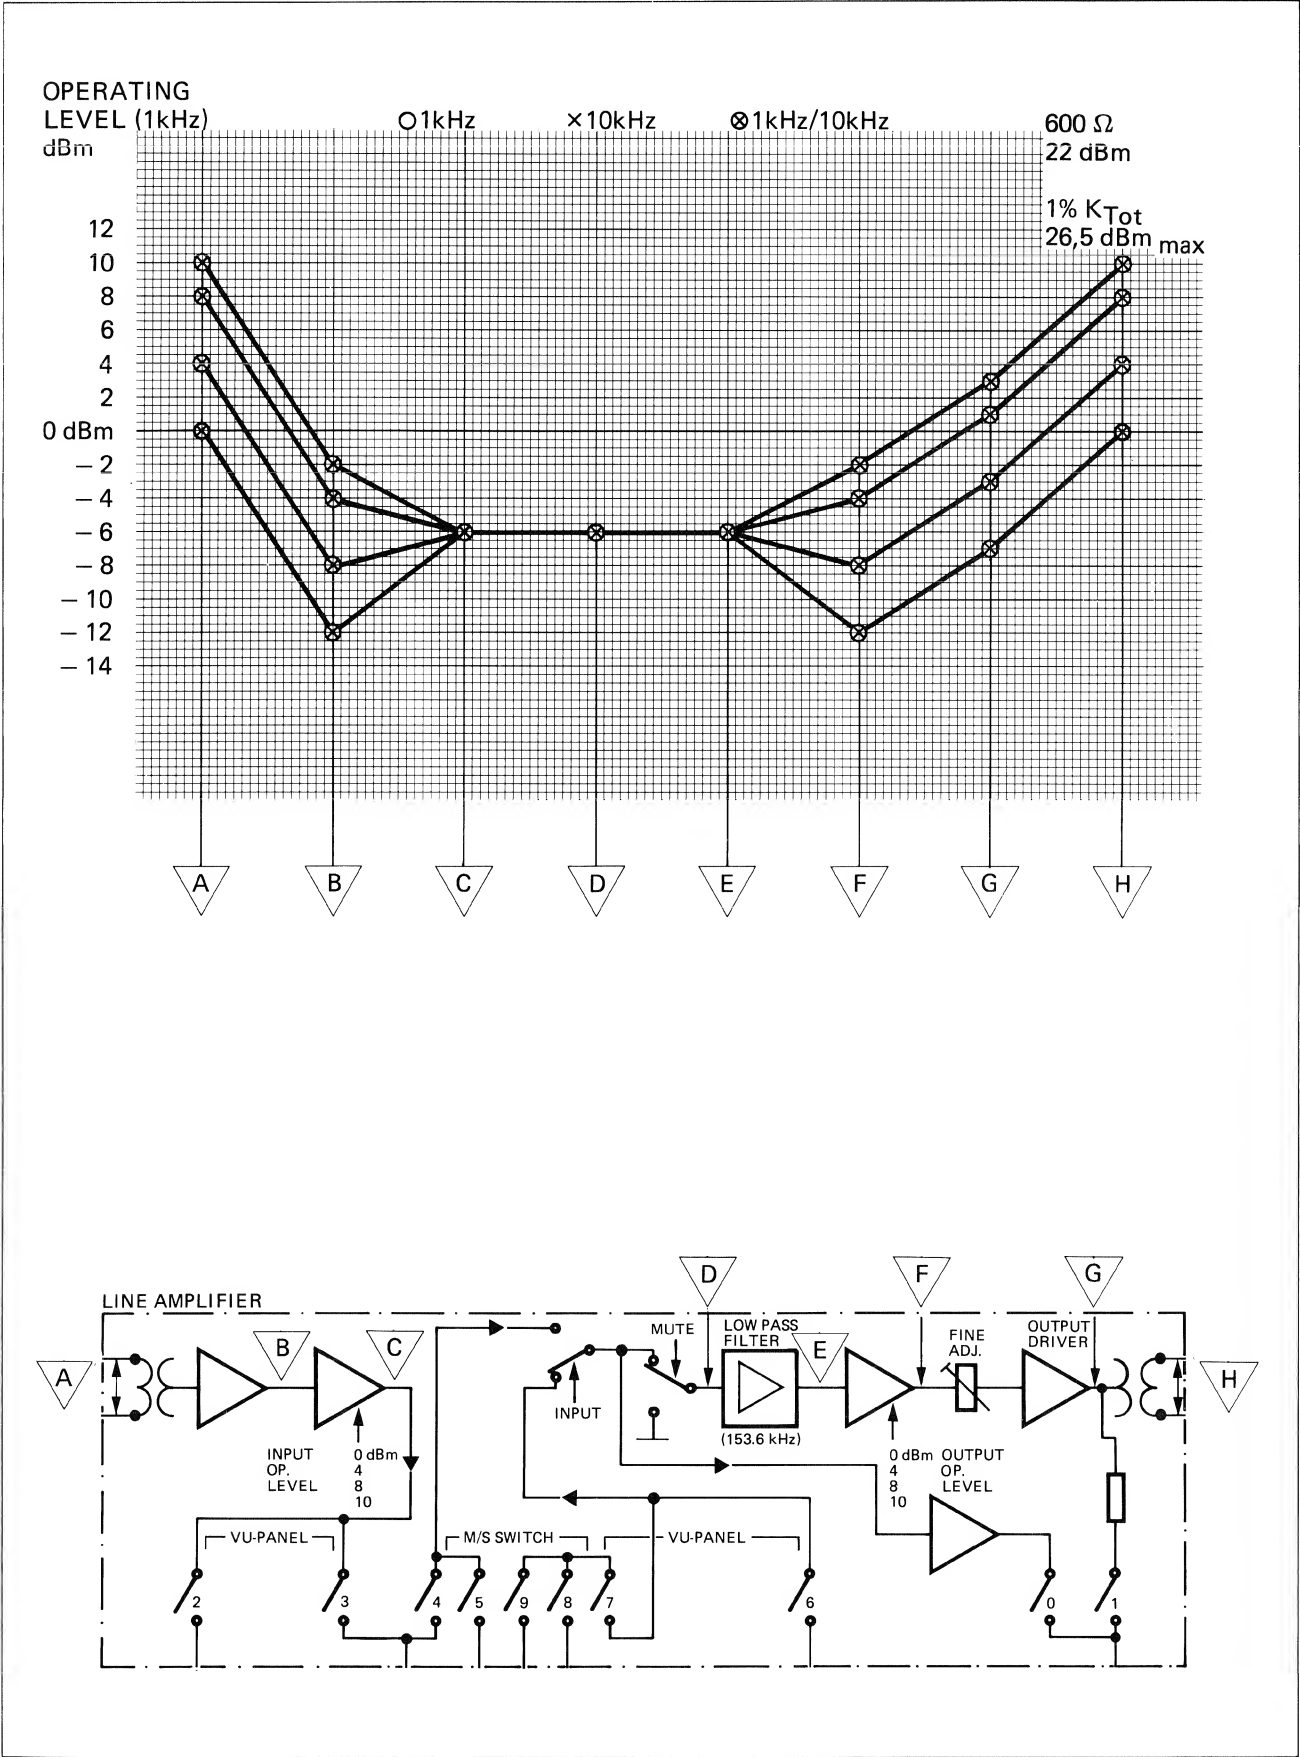 OPERATING
LEVEL (1kHz)
dBm
○1kHz ×10kHz ⊗1kHz/10kHz
600 Ω
22 dBm
1% KTot
26,5 dBm max
12
10
8
6
4
2
0 dBm
– 2
– 4
– 6
– 8
– 10
– 12
– 14
A B C D E F G H
D F G
LINE AMPLIFIER
A
B
C
MUTE
LOW PASS
FILTER
E
FINE
ADJ.
OUTPUT
DRIVER
H
INPUT
(153.6 kHz)
INPUT
OP.
LEVEL
0 dBm
4
8
10
0 dBm
4
8
10
OUTPUT
OP.
LEVEL
VU-PANEL
M/S SWITCH
VU-PANEL
2 3 4 5 9 8 7 6 0 1